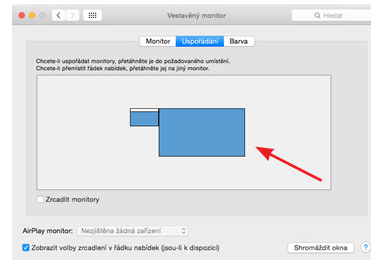 Vestavěný monitor
Hledat
Monitor Uspořádání Barva
Chcete-li uspořádat monitory, přetáhněte je do požadovaného umístění.
Chcete-li přemístit řádek nabídek, přetáhněte jej na jiný monitor.
Zrcadlit monitory
AirPlay monitor: Nezjištěna žádná zařízení
Zobrazit volby zrcadlení v řádku nabídek (jsou-li k dispozici) Shromáždit okna ?